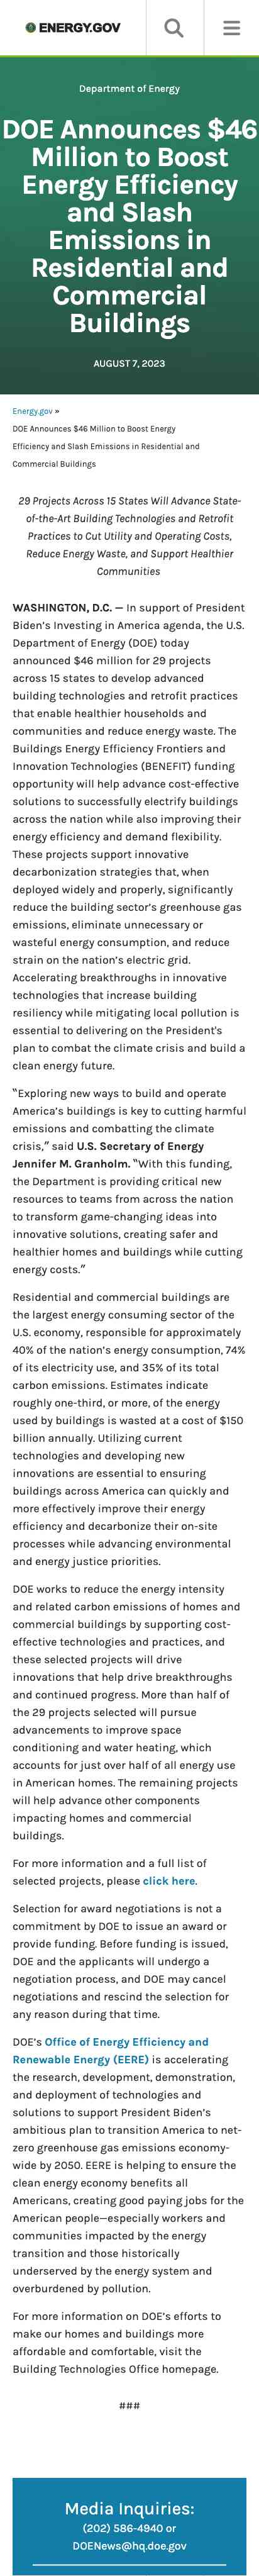 ENERGY.GOV
Department of Energy
DOE Announces $46
Million to Boost
Energy Efficiency
and Slash
Emissions in
Residential and
Commercial
Buildings
AUGUST 7, 2023
Energy.gov »
DOE Announces $46 Million to Boost Energy
Efficiency and Slash Emissions in Residential and
Commercial Buildings
29 Projects Across 15 States Will Advance State-
of-the-Art Building Technologies and Retrofit
Practices to Cut Utility and Operating Costs,
Reduce Energy Waste, and Support Healthier
Communities
WASHINGTON, D.C. — In support of President
Biden's Investing in America agenda, the U.S.
Department of Energy (DOE) today
announced $46 million for 29 projects
across 15 states to develop advanced
building technologies and retrofit practices
that enable healthier households and
communities and reduce energy waste. The
Buildings Energy Efficiency Frontiers and
Innovation Technologies (BENEFIT) funding
opportunity will help advance cost-effective
solutions to successfully electrify buildings
across the nation while also improving their
energy efficiency and demand flexibility.
These projects support innovative
decarbonization strategies that, when
deployed widely and properly, significantly
reduce the building sector's greenhouse gas
emissions, eliminate unnecessary or
wasteful energy consumption, and reduce
strain on the nation's electric grid.
Accelerating breakthroughs in innovative
technologies that increase building
resiliency while mitigating local pollution is
essential to delivering on the President's
plan to combat the climate crisis and build a
clean energy future.
“Exploring new ways to build and operate
America's buildings is key to cutting harmful
emissions and combatting the climate
crisis,” said U.S. Secretary of Energy
Jennifer M. Granholm. “With this funding,
the Department is providing critical new
resources to teams from across the nation
to transform game-changing ideas into
innovative solutions, creating safer and
healthier homes and buildings while cutting
energy costs.”
Residential and commercial buildings are
the largest energy consuming sector of the
U.S. economy, responsible for approximately
40% of the nation's energy consumption, 74%
of its electricity use, and 35% of its total
carbon emissions. Estimates indicate
roughly one-third, or more, of the energy
used by buildings is wasted at a cost of $150
billion annually. Utilizing current
technologies and developing new
innovations are essential to ensuring
buildings across America can quickly and
more effectively improve their energy
efficiency and decarbonize their on-site
processes while advancing environmental
and energy justice priorities.
DOE works to reduce the energy intensity
and related carbon emissions of homes and
commercial buildings by supporting cost-
effective technologies and practices, and
these selected projects will drive
innovations that help drive breakthroughs
and continued progress. More than half of
the 29 projects selected will pursue
advancements to improve space
conditioning and water heating, which
accounts for just over half of all energy use
in American homes. The remaining projects
will help advance other components
impacting homes and commercial
buildings.
For more information and a full list of
selected projects, please click here.
Selection for award negotiations is not a
commitment by DOE to issue an award or
provide funding. Before funding is issued,
DOE and the applicants will undergo a
negotiation process, and DOE may cancel
negotiations and rescind the selection for
any reason during that time.
DOE's Office of Energy Efficiency and
Renewable Energy (EERE) is accelerating
the research, development, demonstration,
and deployment of technologies and
solutions to support President Biden's
ambitious plan to transition America to net-
zero greenhouse gas emissions economy-
wide by 2050. EERE is helping to ensure the
clean energy economy benefits all
Americans, creating good paying jobs for the
American people—especially workers and
communities impacted by the energy
transition and those historically
underserved by the energy system and
overburdened by pollution.
For more information on DOE's efforts to
make our homes and buildings more
affordable and comfortable, visit the
Building Technologies Office homepage.
###
Media Inquiries:
(202) 586-4940 or
DOENews@hq.doe.gov